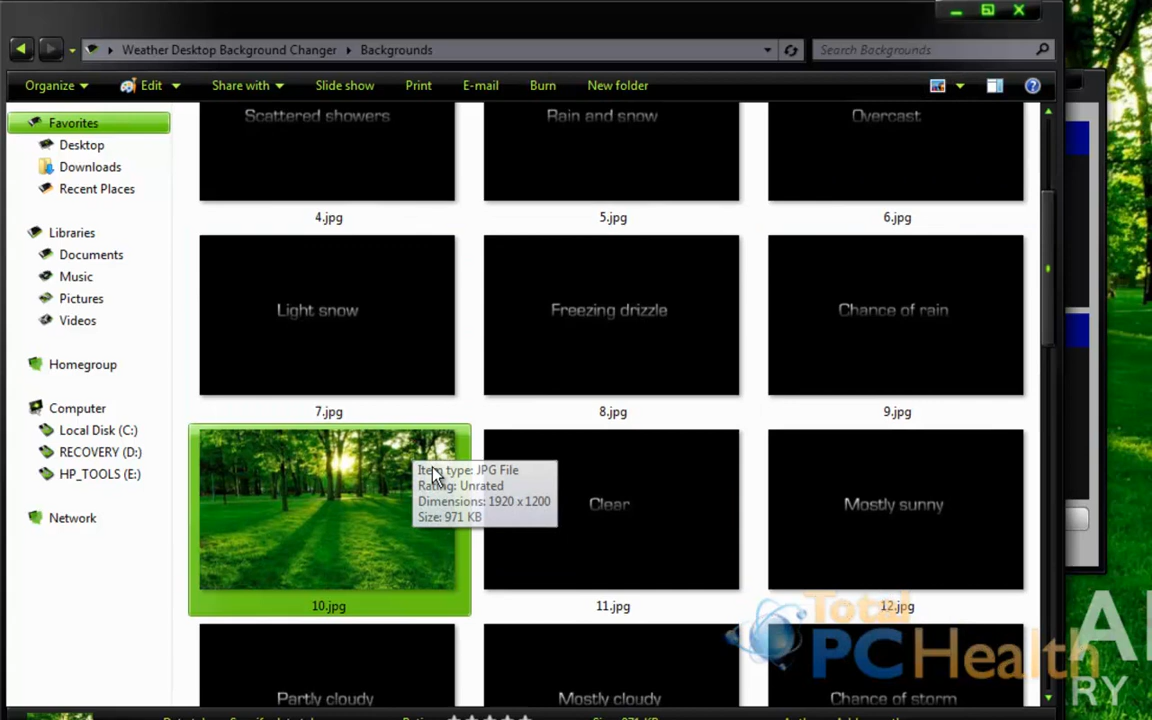 Weather Desktop Background Changer
Backgrounds
Search Backgrounds
Organize
Edit
Share with
Slide show
Print
E-mail
Burn
New folder
Favorites
Desktop
Downloads
Recent Places
Libraries
Documents
Music
Pictures
Videos
Homegroup
Computer
Local Disk (C:)
RECOVERY (D:)
HP_TOOLS (E:)
Network
Scattered showers
Rain and snow
Overcast
4.jpg
5.jpg
6.jpg
Light snow
Freezing drizzle
Chance of rain
7.jpg
8.jpg
9.jpg
Item type: JPG File
Rating: Unrated
Dimensions: 1920 x 1200
Size: 971 KB
Clear
Mostly sunny
10.jpg
11.jpg
12.jpg
Partly cloudy
Mostly cloudy
Chance of storm
Total
PCHealth
RY